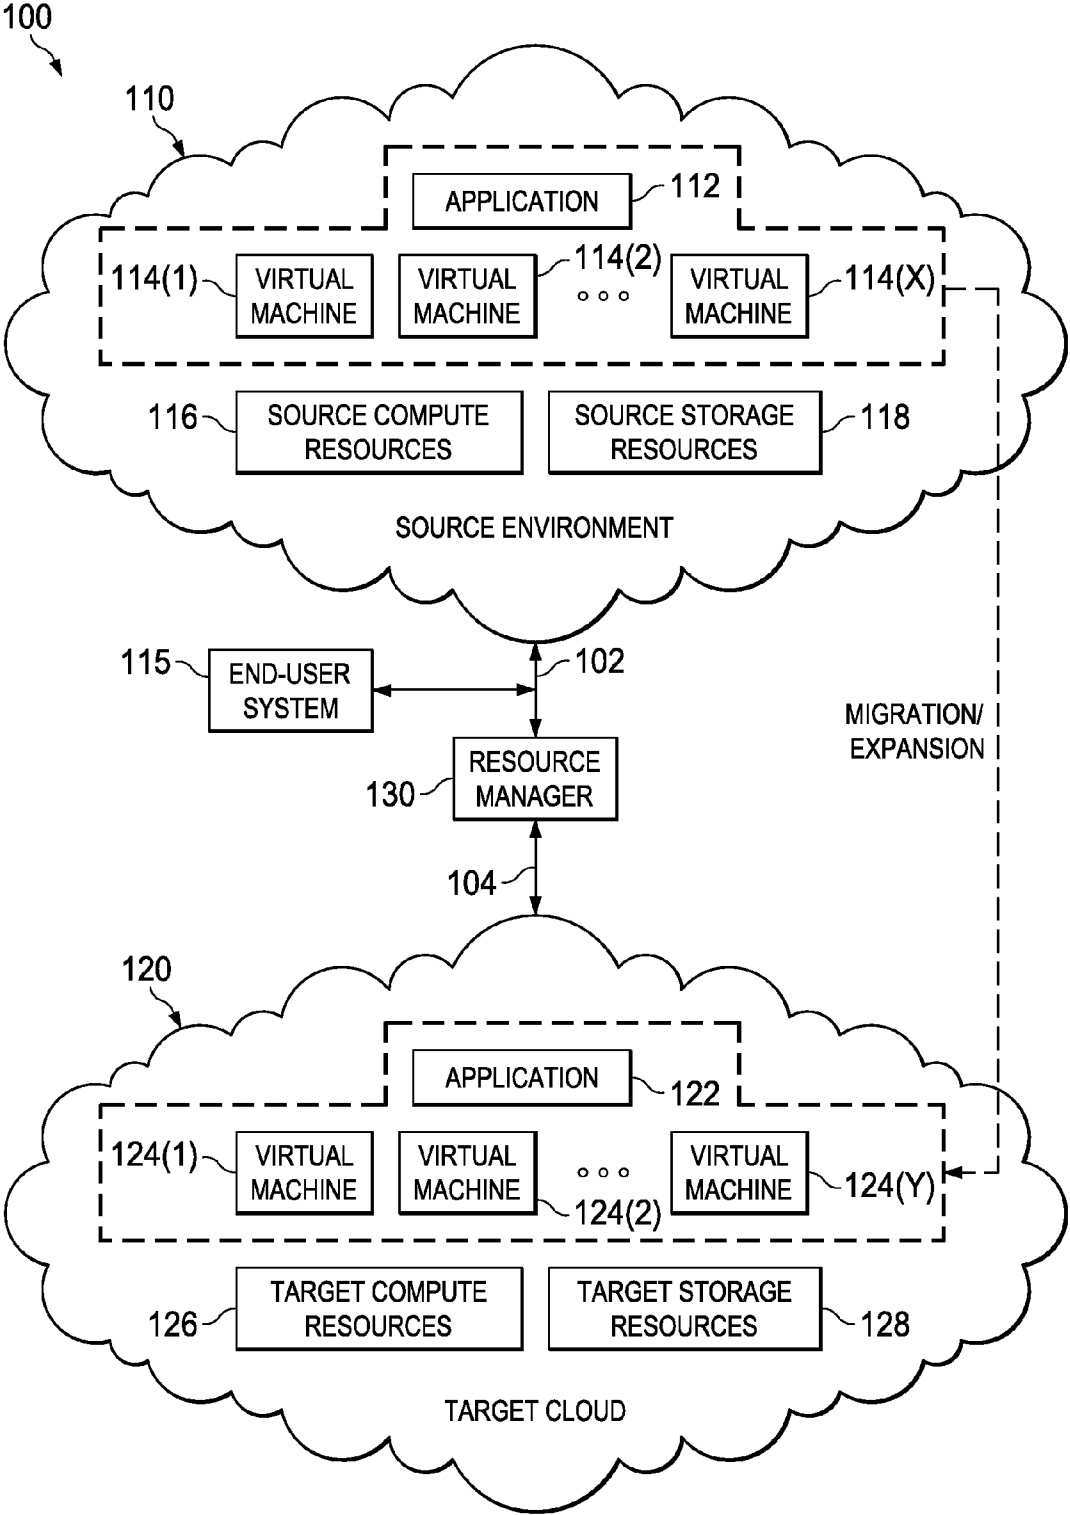 100
110
APPLICATION
112
114(1)
VIRTUAL
MACHINE
VIRTUAL
MACHINE
114(2)
VIRTUAL
MACHINE
114(X)
116
SOURCE COMPUTE
RESOURCES
SOURCE STORAGE
RESOURCES
118
SOURCE ENVIRONMENT
115
END-USER
SYSTEM
102
MIGRATION/
EXPANSION
130
RESOURCE
MANAGER
104
120
APPLICATION
122
124(1)
VIRTUAL
MACHINE
VIRTUAL
MACHINE
124(2)
VIRTUAL
MACHINE
124(Y)
126
TARGET COMPUTE
RESOURCES
TARGET STORAGE
RESOURCES
128
TARGET CLOUD